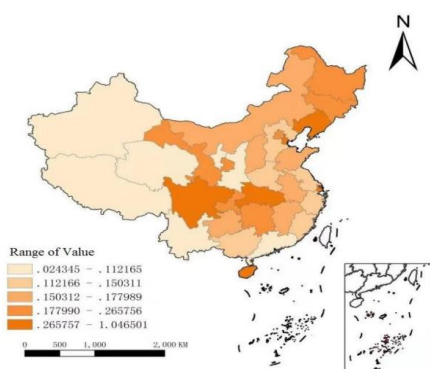 N
Range of Value
.024345 - .112165
.112166 - .150311
.150312 - .177989
.177990 - .265756
.265757 - 1.046501
0 500 1,000 2,000 KM